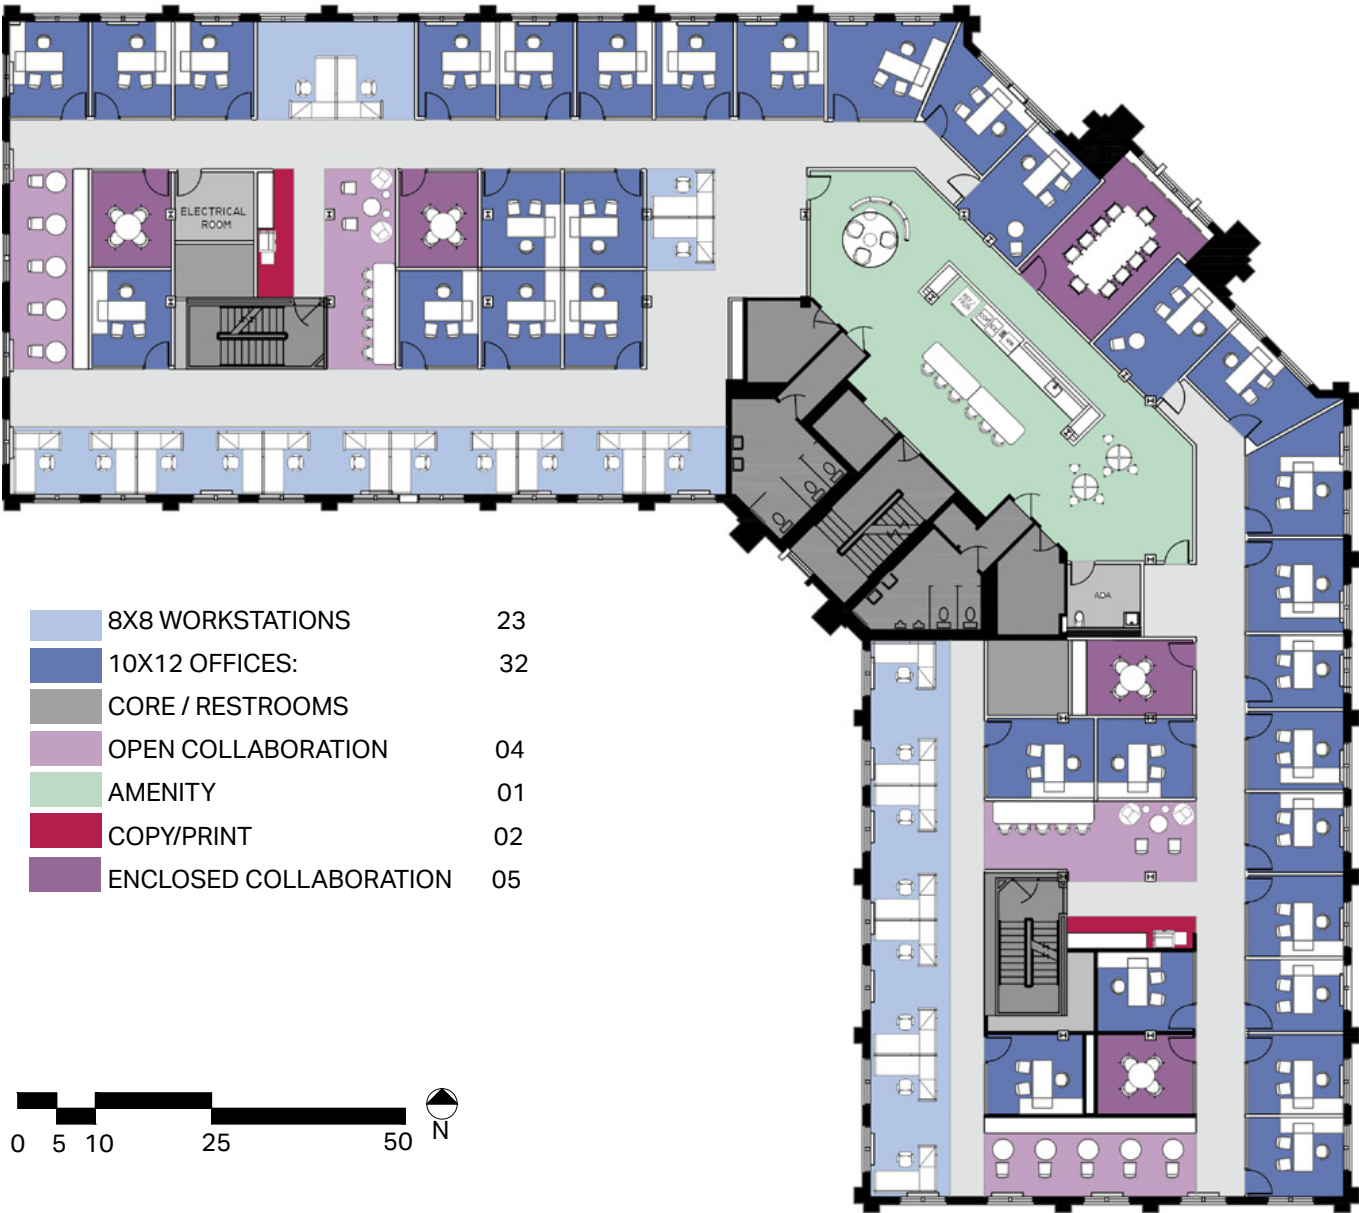 ELECTRICAL
ROOM
ADA
8X8 WORKSTATIONS 23
10X12 OFFICES: 32
CORE / RESTROOMS
OPEN COLLABORATION 04
AMENITY 01
COPY/PRINT 02
ENCLOSED COLLABORATION 05
0 5 10 25 50 N